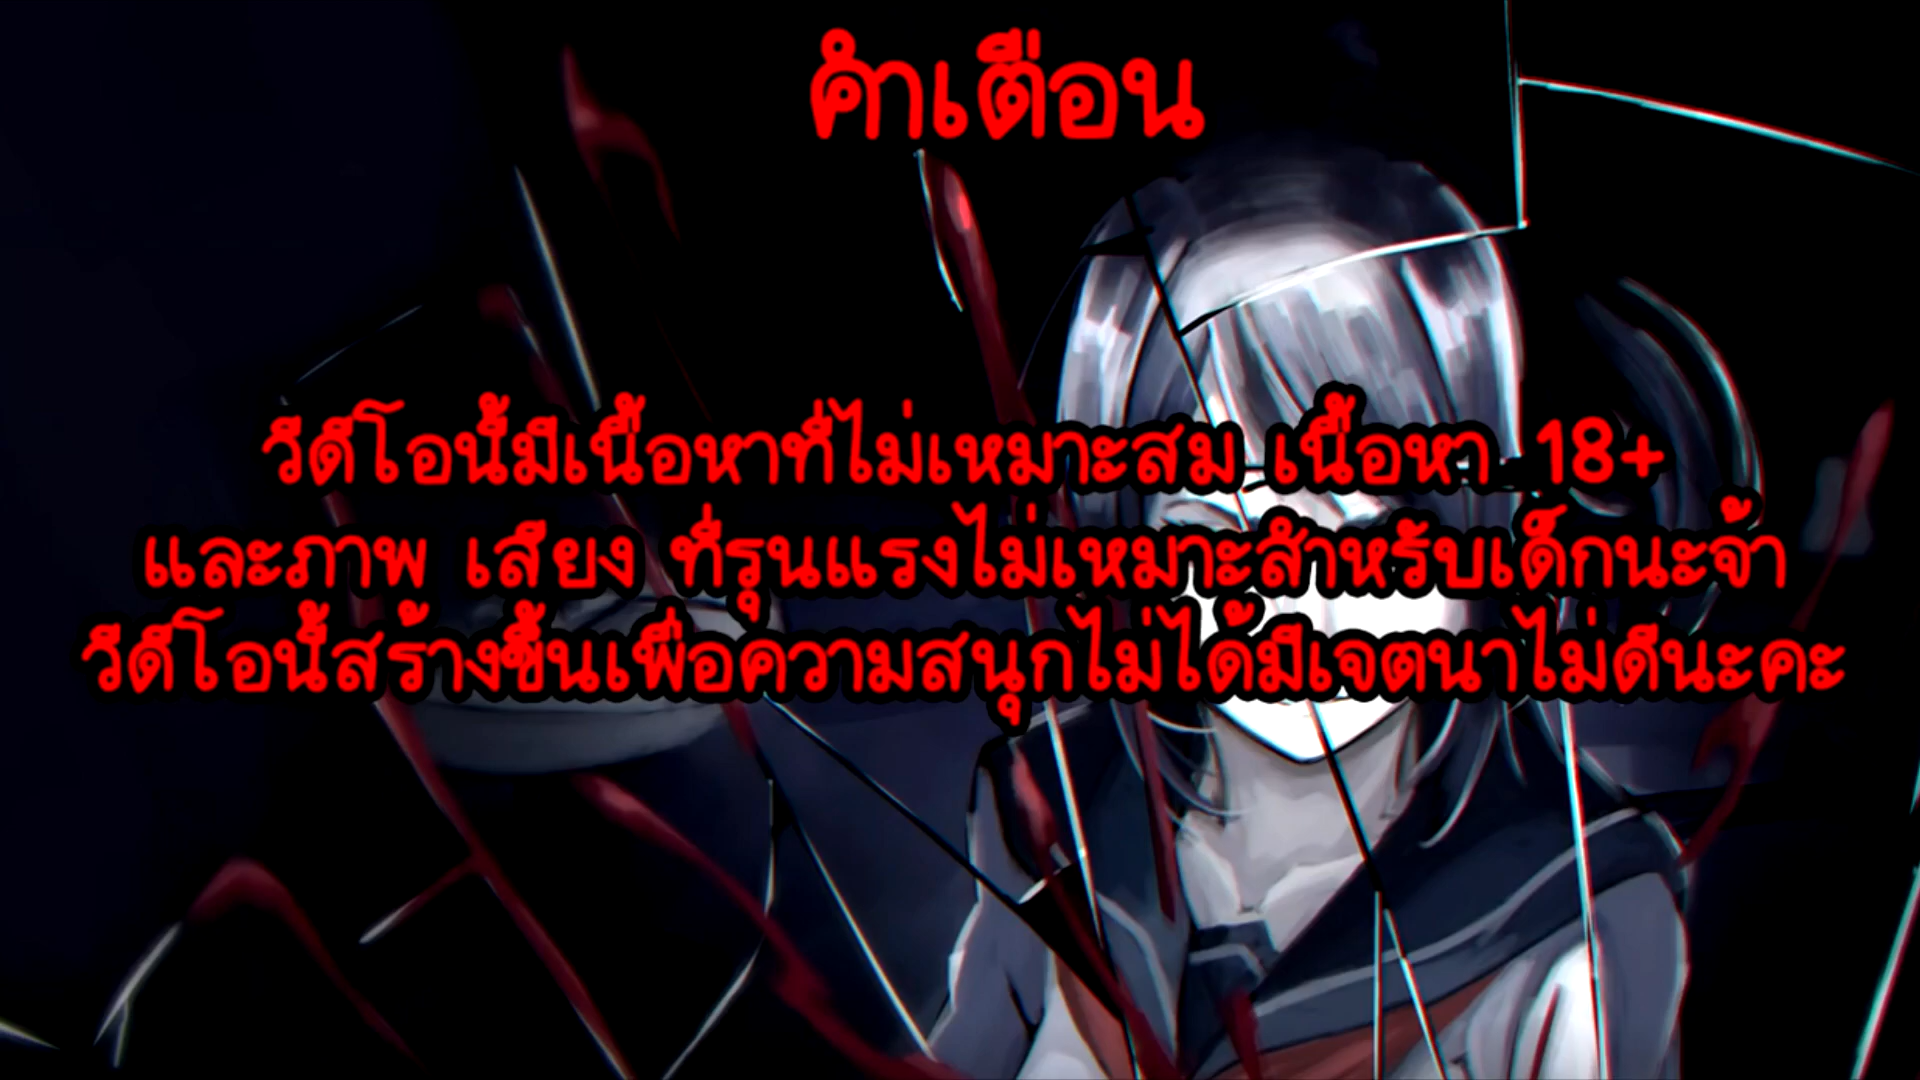 คำเตือน
วีดีโอนี้มีเนื้อหาที่ไม่เหมาะสม เนื้อหา 18+
และภาพ เสียง ที่รุนแรงไม่เหมาะสำหรับเด็กนะจ้า
วีดีโอนี้สร้างขึ้นเพื่อความสนุกไม่ได้มีเจตนาไม่ดีนะคะ